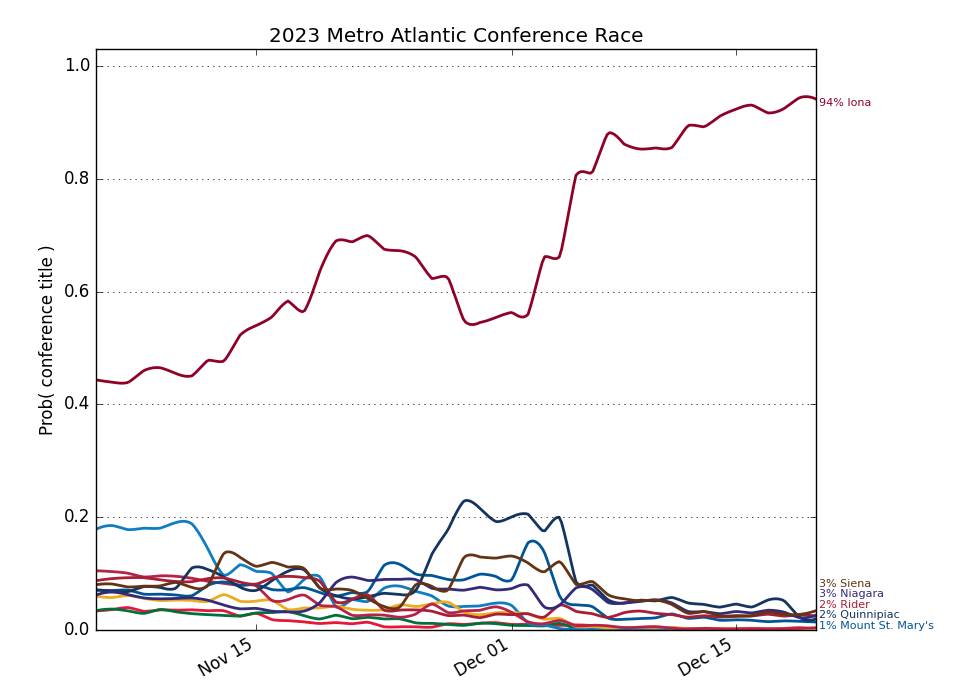 2023 Metro Atlantic Conference Race
Prob( conference title )
1.0
0.8
0.6
0.4
0.2
0.0
Nov 15
Dec 01
Dec 15
94% Iona
3% Siena
3% Niagara
2% Rider
2% Quinnipiac
1% Mount St. Mary's